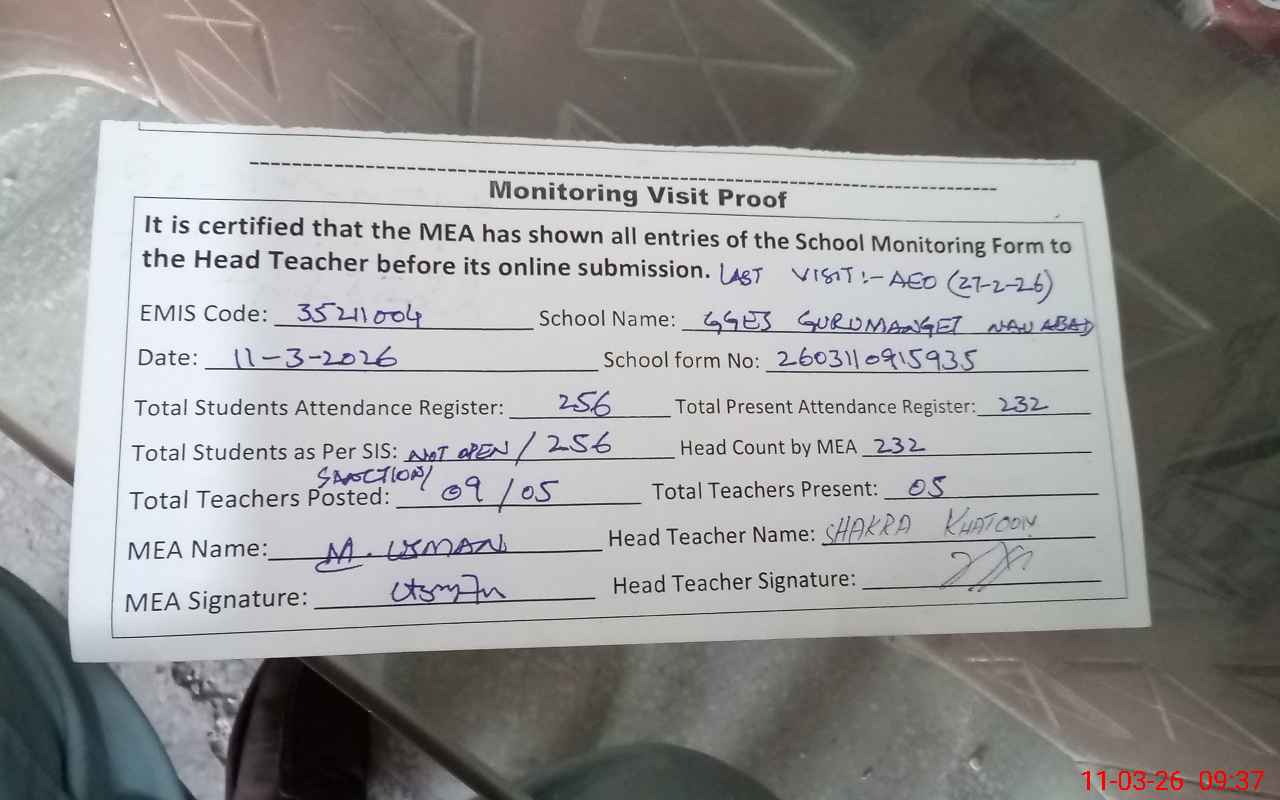 Monitoring Visit Proof
It is certified that the MEA has shown all entries of the School Monitoring Form to
the Head Teacher before its online submission. LAST VISIT:- AEO (27-2-26)
EMIS Code: 35211004 School Name: GGES GURUMANGET NAWABAD
Date: 11-3-2026 School form No: 2603110915935
Total Students Attendance Register: 256 Total Present Attendance Register: 232
Total Students as Per SIS: NOT OPEN / 256 Head Count by MEA 232
SANCTION/
Total Teachers Posted: 09 / 05 Total Teachers Present: 05
MEA Name: M. USMAN Head Teacher Name: SHAKRA KHATOON
MEA Signature: Head Teacher Signature:
11-03-26 09:37